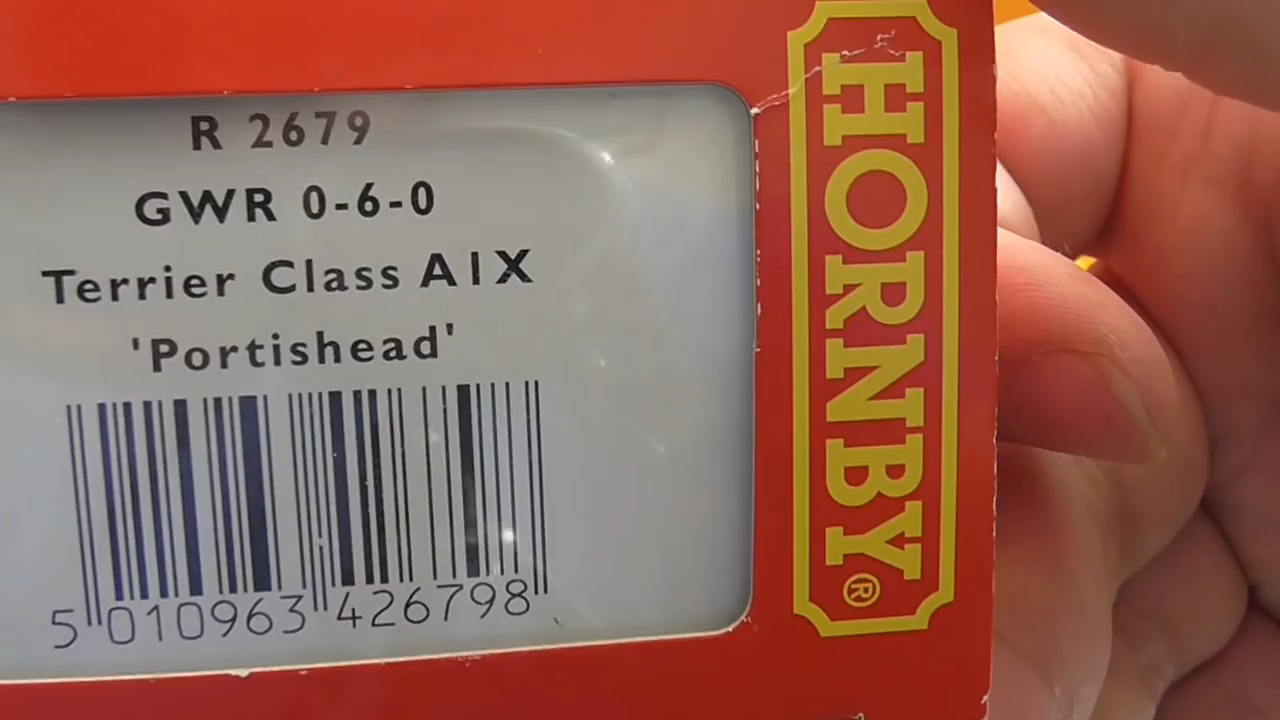 R 2679
GWR 0-6-0
Terrier Class A1X
'Portishead'
5 010963 426798
HORNBY®